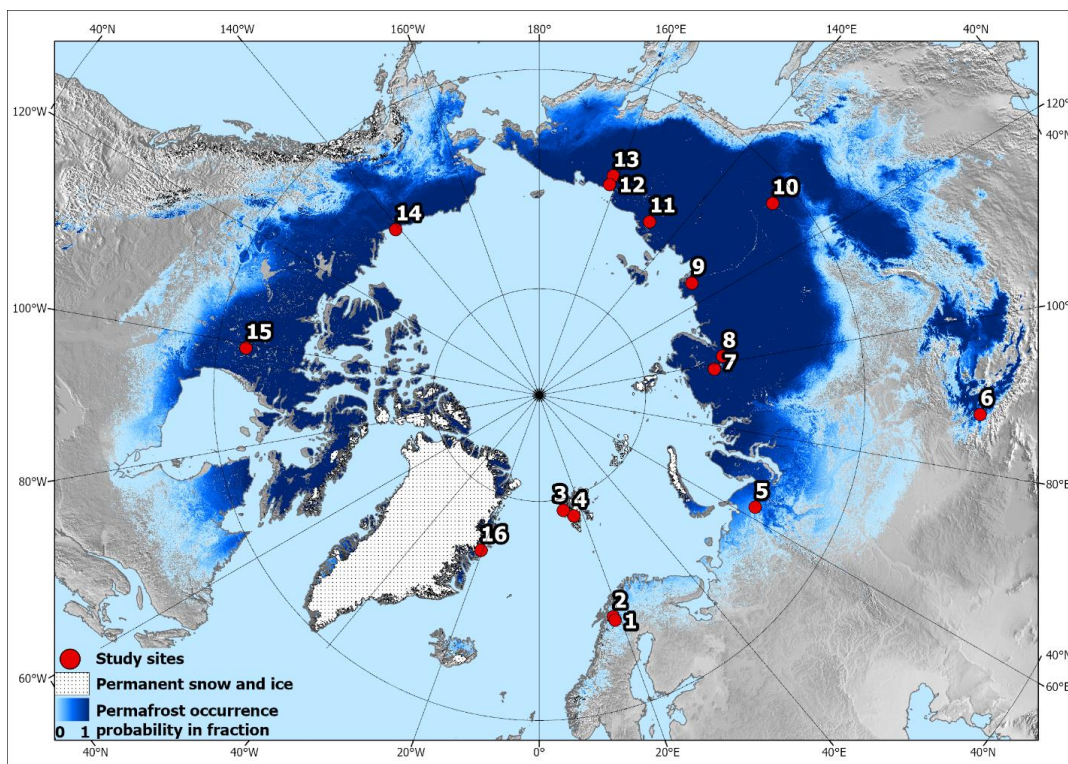 40°N 140°W 160°W 180° 160°E 140°E 40°N
120°W 120°E
40°N
13
12
11
10
14
9
100°W 100°E
15
8
7
6
5
80°W 80°E
3 4
16
2
1
60°W 40°N
60°E
Study sites
Permanent snow and ice
Permafrost occurrence
0 1 probability in fraction
40°N 40°W 20°W 0° 20°E 40°E 40°N